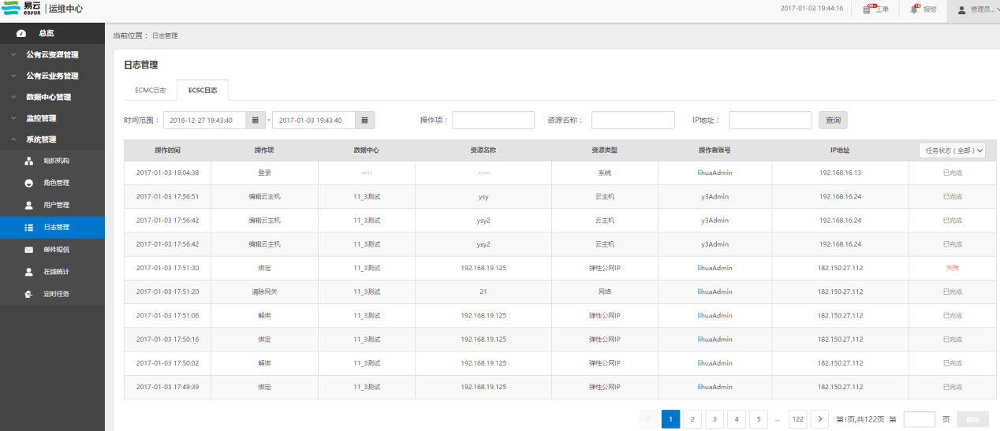 易云 eayun | 运维中心
2017-01-03 19:44:16 99+ 工单 10 报警 管理员...
总览
公有云资源管理
公有云业务管理
数据中心管理
监控管理
系统管理
组织机构
角色管理
用户管理
日志管理
邮件短信
在线统计
定时任务
当前位置： 日志管理
日志管理
ECMC日志 ECSC日志
时间范围： 2016-12-27 19:43:40 - 2017-01-03 19:43:40 操作项： 资源名称： IP地址： 查询
操作时间 操作项 数据中心 资源名称 资源类型 操作者账号 IP地址 任务状态（全部）
2017-01-03 18:04:38 登录 ---- ---- 系统 lihuaAdmin 192.168.16.13 已完成
2017-01-03 17:56:51 编辑云主机 11_3测试 ysy 云主机 y3Admin 192.168.16.24 已完成
2017-01-03 17:56:42 编辑云主机 11_3测试 ysy2 云主机 y3Admin 192.168.16.24 已完成
2017-01-03 17:56:42 编辑云主机 11_3测试 ysy2 云主机 y3Admin 192.168.16.24 已完成
2017-01-03 17:51:30 绑定 11_3测试 192.168.19.125 弹性公网IP lihuaAdmin 182.150.27.112 失败
2017-01-03 17:51:20 清除网关 11_3测试 21 网络 lihuaAdmin 182.150.27.112 已完成
2017-01-03 17:51:06 解绑 11_3测试 192.168.19.125 弹性公网IP lihuaAdmin 182.150.27.112 已完成
2017-01-03 17:50:16 绑定 11_3测试 192.168.19.125 弹性公网IP lihuaAdmin 182.150.27.112 已完成
2017-01-03 17:50:02 解绑 11_3测试 192.168.19.125 弹性公网IP lihuaAdmin 182.150.27.112 已完成
2017-01-03 17:49:39 绑定 11_3测试 192.168.19.125 弹性公网IP lihuaAdmin 182.150.27.112 已完成
< 1 2 3 4 5 ... 122 > 第1页,共122页 第 页 跳转